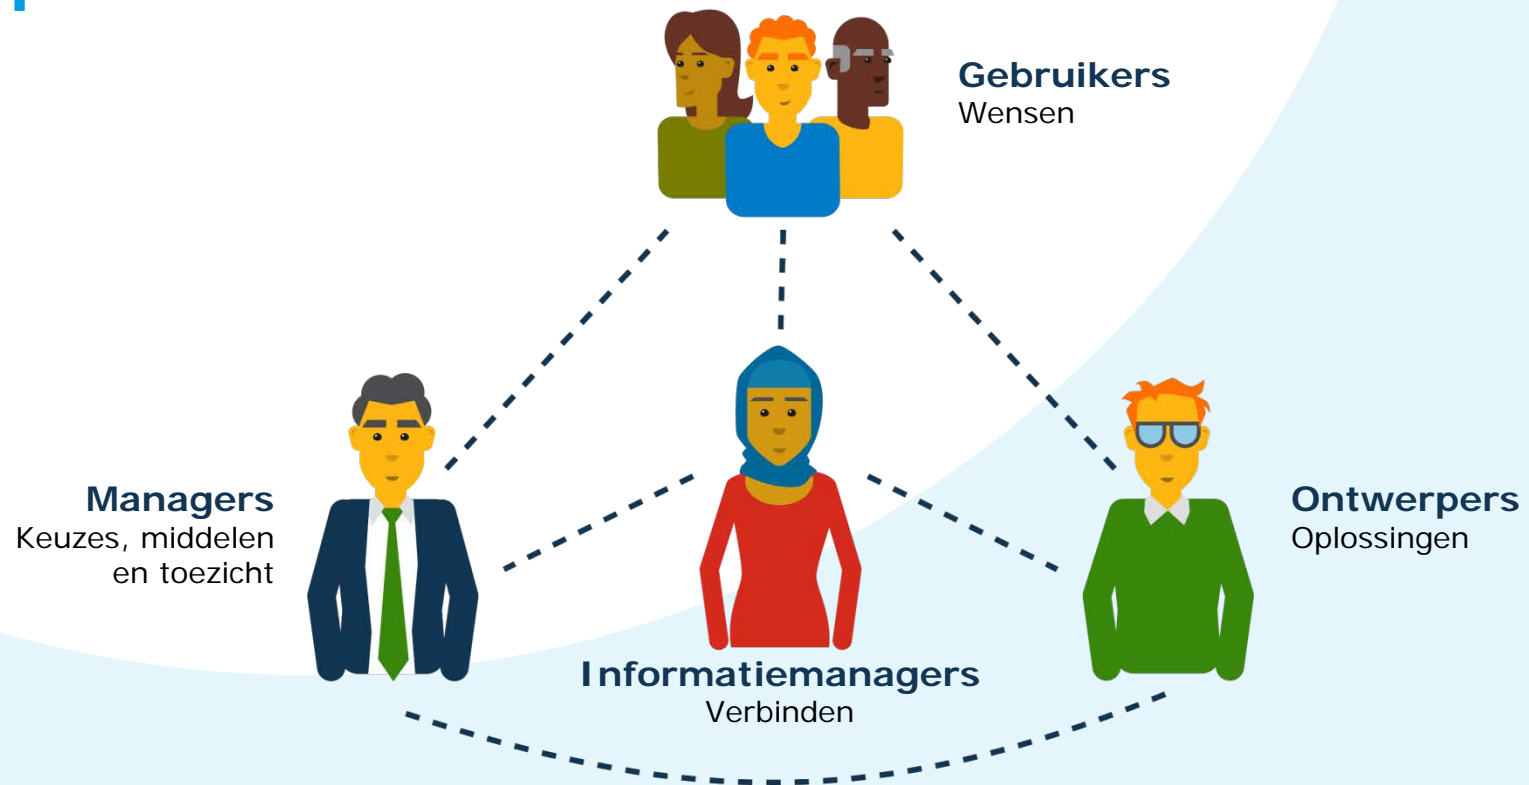 Gebruikers
Wensen
Managers
Keuzes, middelen
en toezicht
Ontwerpers
Oplossingen
Informatiemanagers
Verbinden